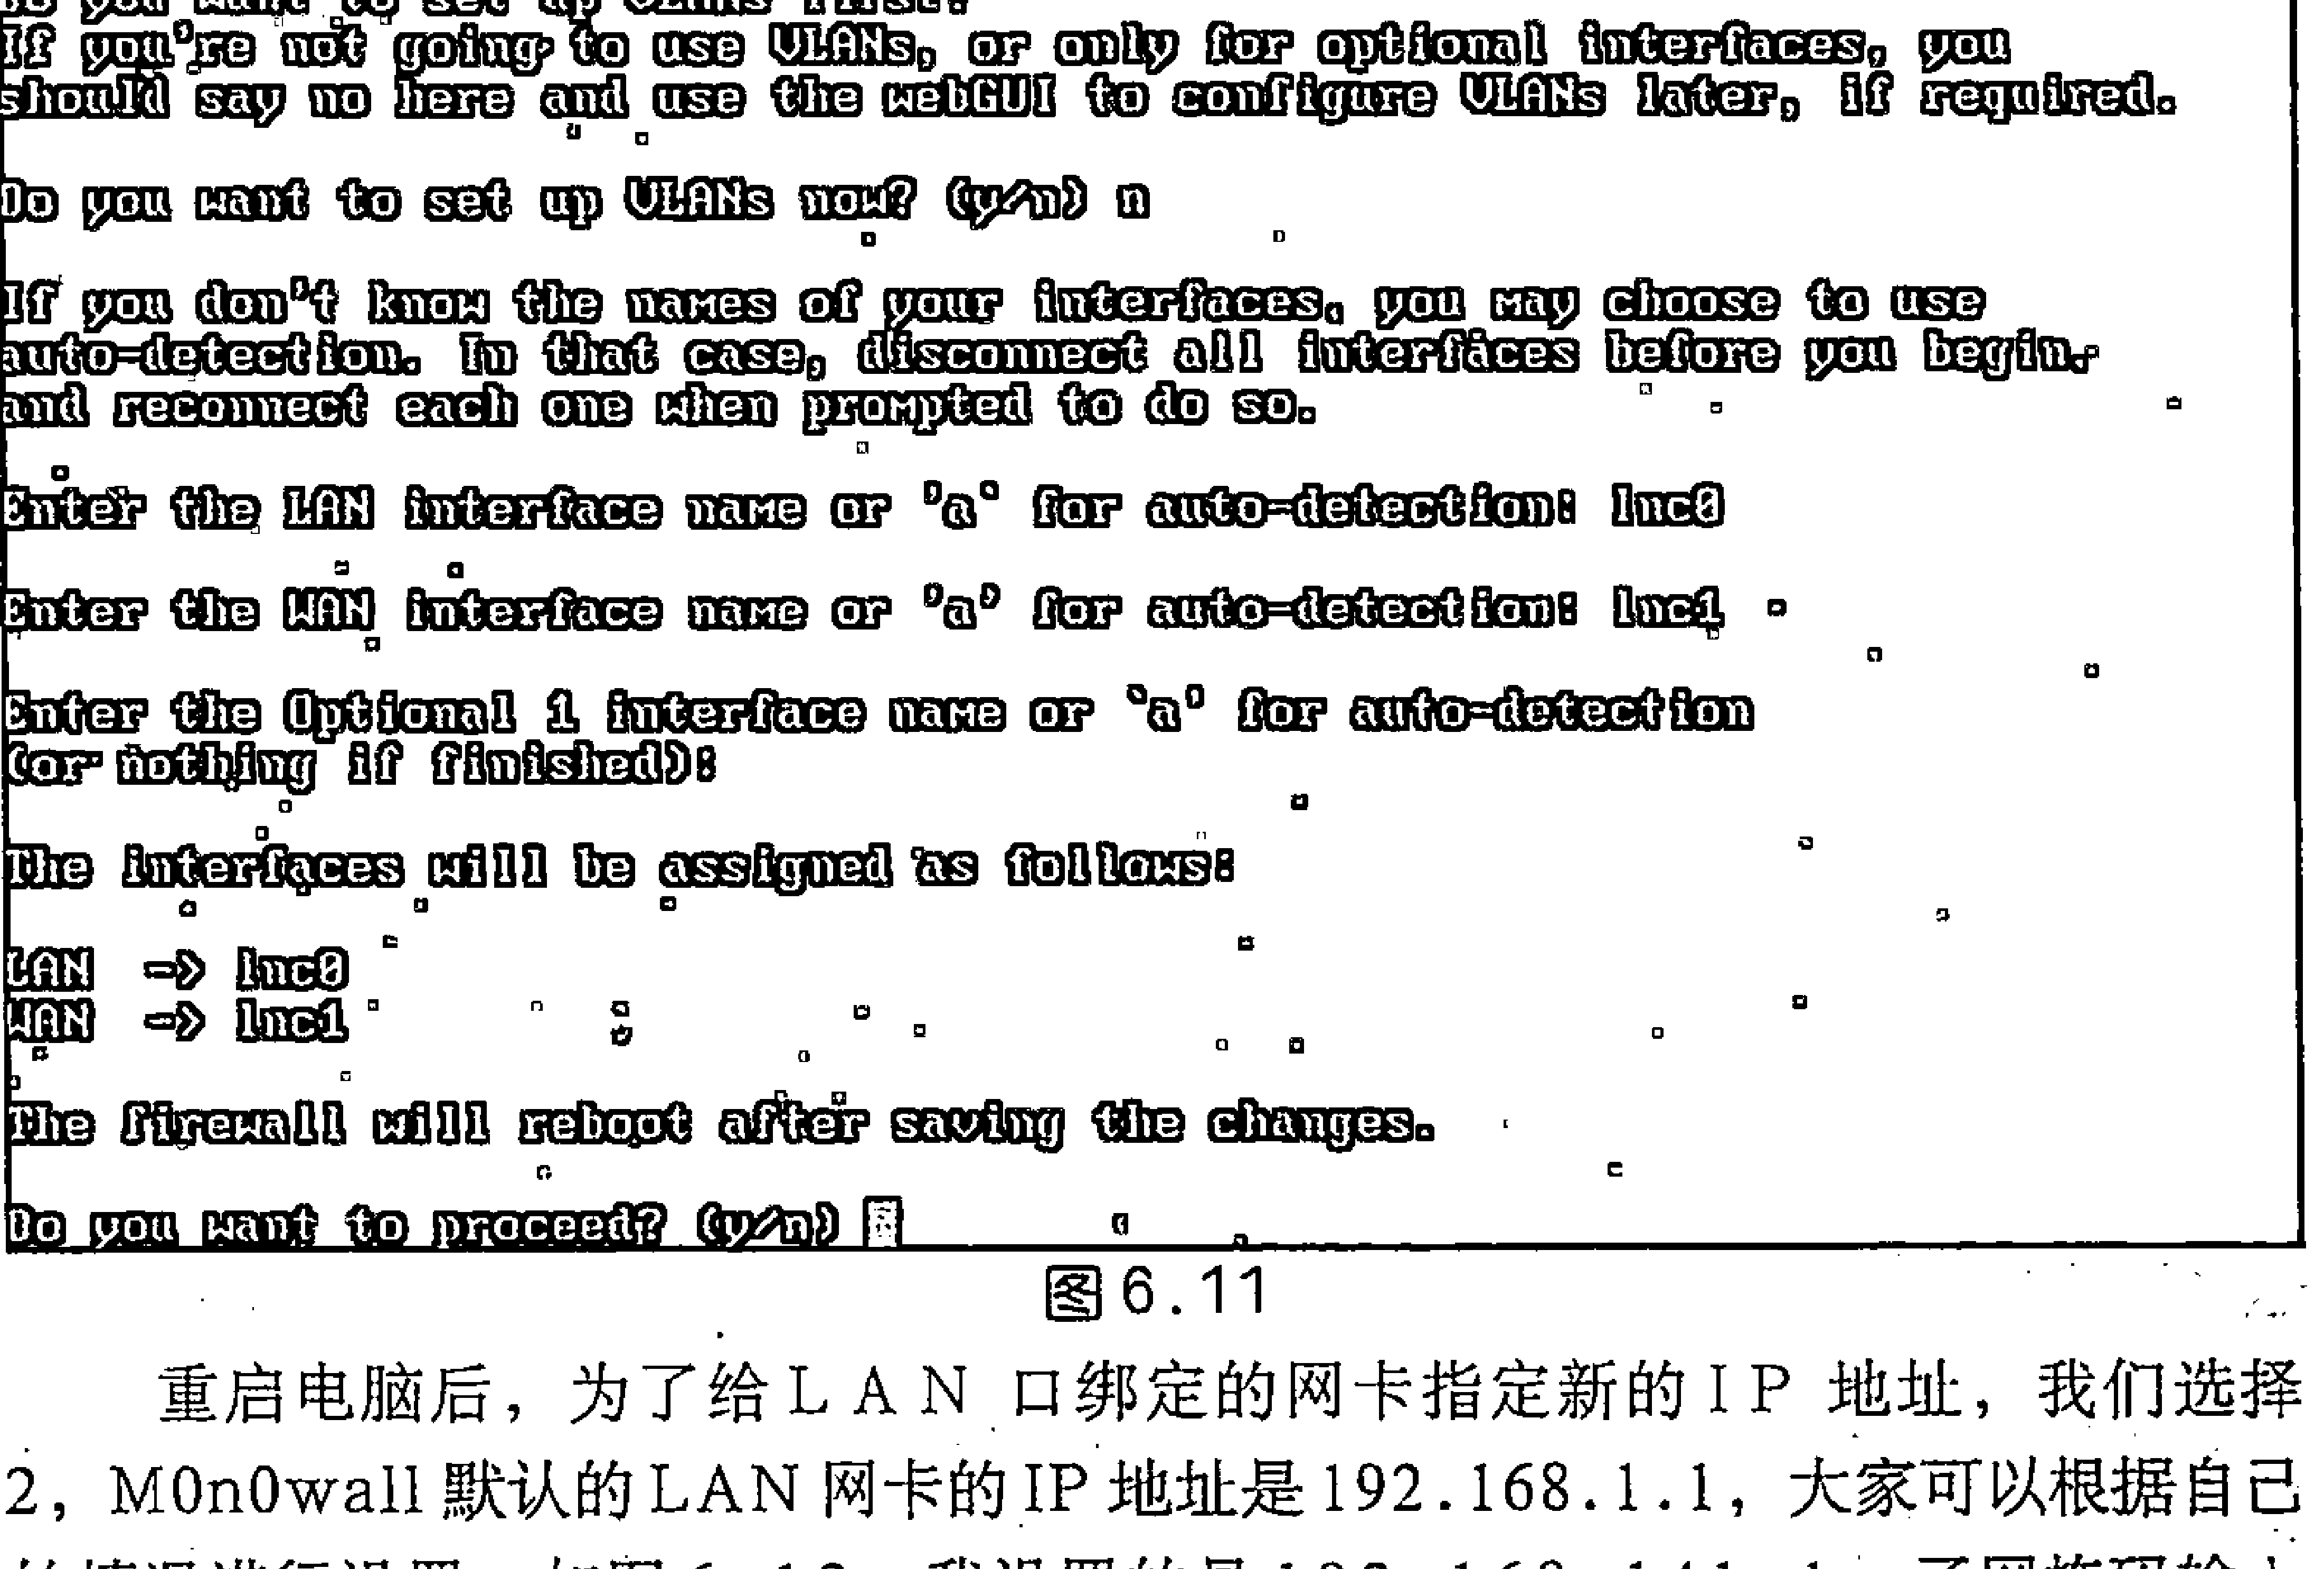 Do you want to set up VLANs first?
If you're not going to use VLANs, or only for optional interfaces, you
should say no here and use the webGUI to configure VLANs later, if required.
Do you want to set up VLANs now? (y/n) n
If you don't know the names of your interfaces, you may choose to use
auto-detection. In that case, disconnect all interfaces before you begin,
and reconnect each one when prompted to do so.
Enter the LAN interface name or 'a' for auto-detection: lnc0
Enter the WAN interface name or 'a' for auto-detection: lnc1
Enter the Optional 1 interface name or 'a' for auto-detection
(or nothing if finished):
The interfaces will be assigned as follows:
LAN -> lnc0
WAN -> lnc1
The firewall will reboot after saving the changes.
Do you want to proceed? (y/n)
图6.11
重启电脑后，为了给LAN 口绑定的网卡指定新的IP 地址，我们选择
2，M0n0wall默认的LAN网卡的IP地址是192.168.1.1，大家可以根据自己